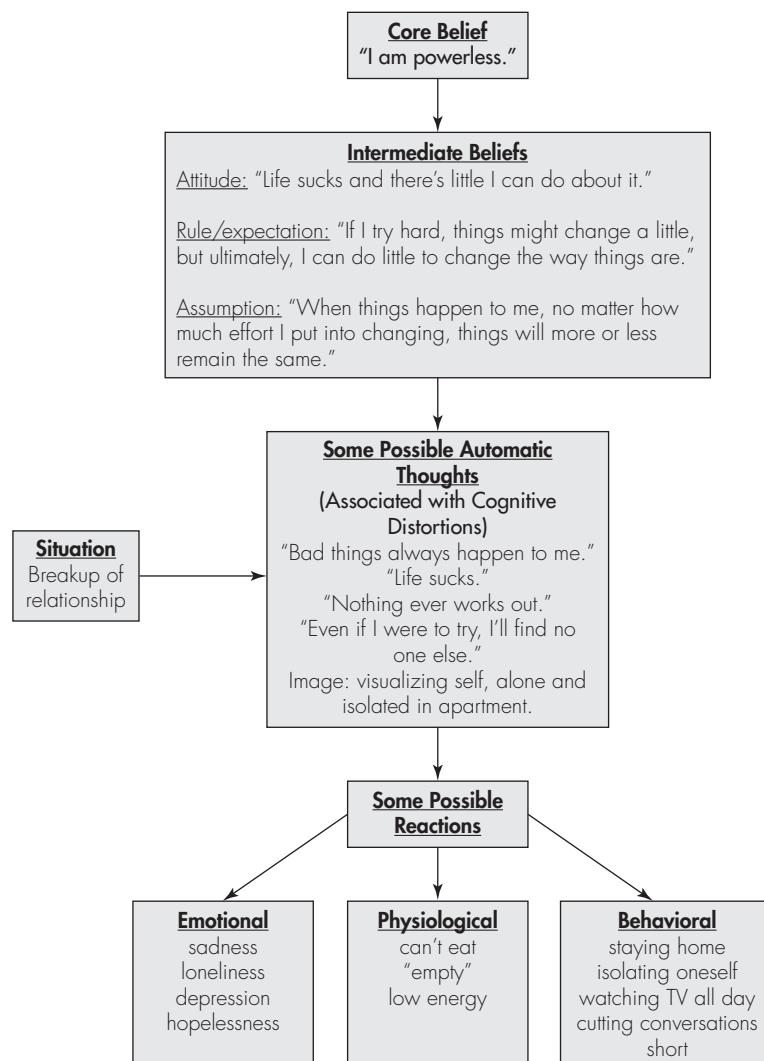 Core Belief
“I am powerless.”
Intermediate Beliefs
Attitude: “Life sucks and there’s little I can do about it.”
Rule/expectation: “If I try hard, things might change a little,
but ultimately, I can do little to change the way things are.”
Assumption: “When things happen to me, no matter how
much effort I put into changing, things will more or less
remain the same.”
Situation
Breakup of
relationship
Some Possible Automatic
Thoughts
(Associated with Cognitive
Distortions)
“Bad things always happen to me.”
“Life sucks.”
“Nothing ever works out.”
“Even if I were to try, I’ll find no
one else.”
Image: visualizing self, alone and
isolated in apartment.
Some Possible
Reactions
Emotional
sadness
loneliness
depression
hopelessness
Physiological
can’t eat
“empty”
low energy
Behavioral
staying home
isolating oneself
watching TV all day
cutting conversations
short